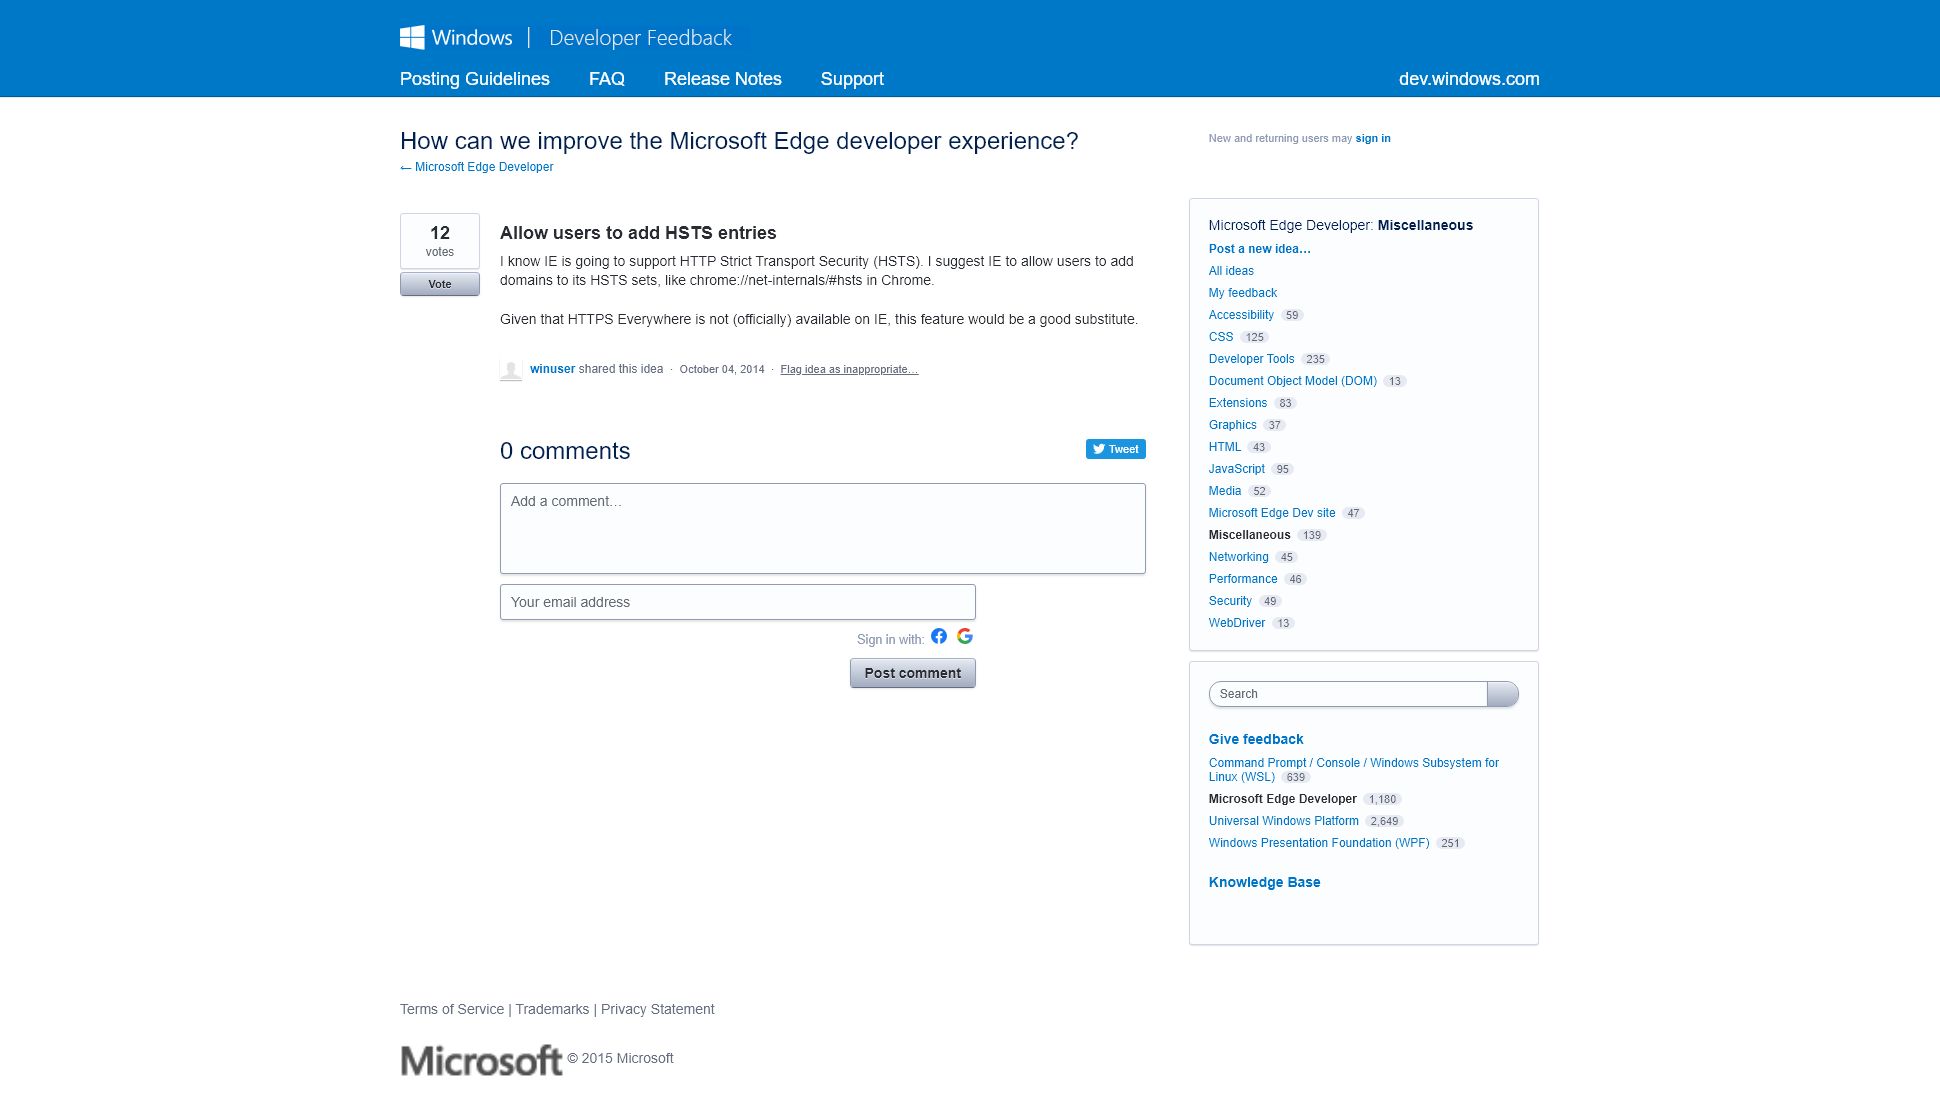 Windows | Developer Feedback
Posting Guidelines FAQ Release Notes Support dev.windows.com
How can we improve the Microsoft Edge developer experience?
← Microsoft Edge Developer
New and returning users may sign in
12
votes
Vote
Allow users to add HSTS entries
I know IE is going to support HTTP Strict Transport Security (HSTS). I suggest IE to allow users to add
domains to its HSTS sets, like chrome://net-internals/#hsts in Chrome.
Given that HTTPS Everywhere is not (officially) available on IE, this feature would be a good substitute.
winuser shared this idea · October 04, 2014 · Flag idea as inappropriate…
0 comments
Tweet
Add a comment…
Your email address
Sign in with:
Post comment
Microsoft Edge Developer: Miscellaneous
Post a new idea…
All ideas
My feedback
Accessibility 59
CSS 125
Developer Tools 235
Document Object Model (DOM) 13
Extensions 83
Graphics 37
HTML 43
JavaScript 95
Media 52
Microsoft Edge Dev site 47
Miscellaneous 139
Networking 45
Performance 46
Security 49
WebDriver 13
Search
Give feedback
Command Prompt / Console / Windows Subsystem for
Linux (WSL) 639
Microsoft Edge Developer 1,180
Universal Windows Platform 2,649
Windows Presentation Foundation (WPF) 251
Knowledge Base
Terms of Service | Trademarks | Privacy Statement
Microsoft © 2015 Microsoft